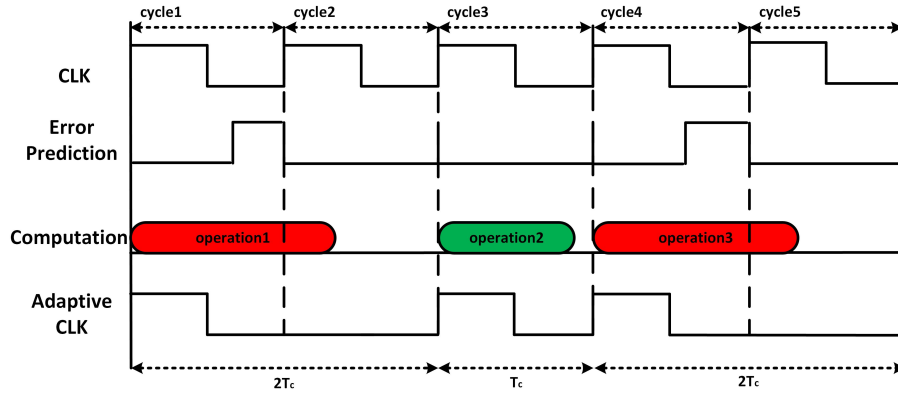 cycle1 cycle2 cycle3 cycle4 cycle5
CLK
Error
Prediction
Computation operation1 operation2 operation3
Adaptive
CLK
2Tc Tc 2Tc